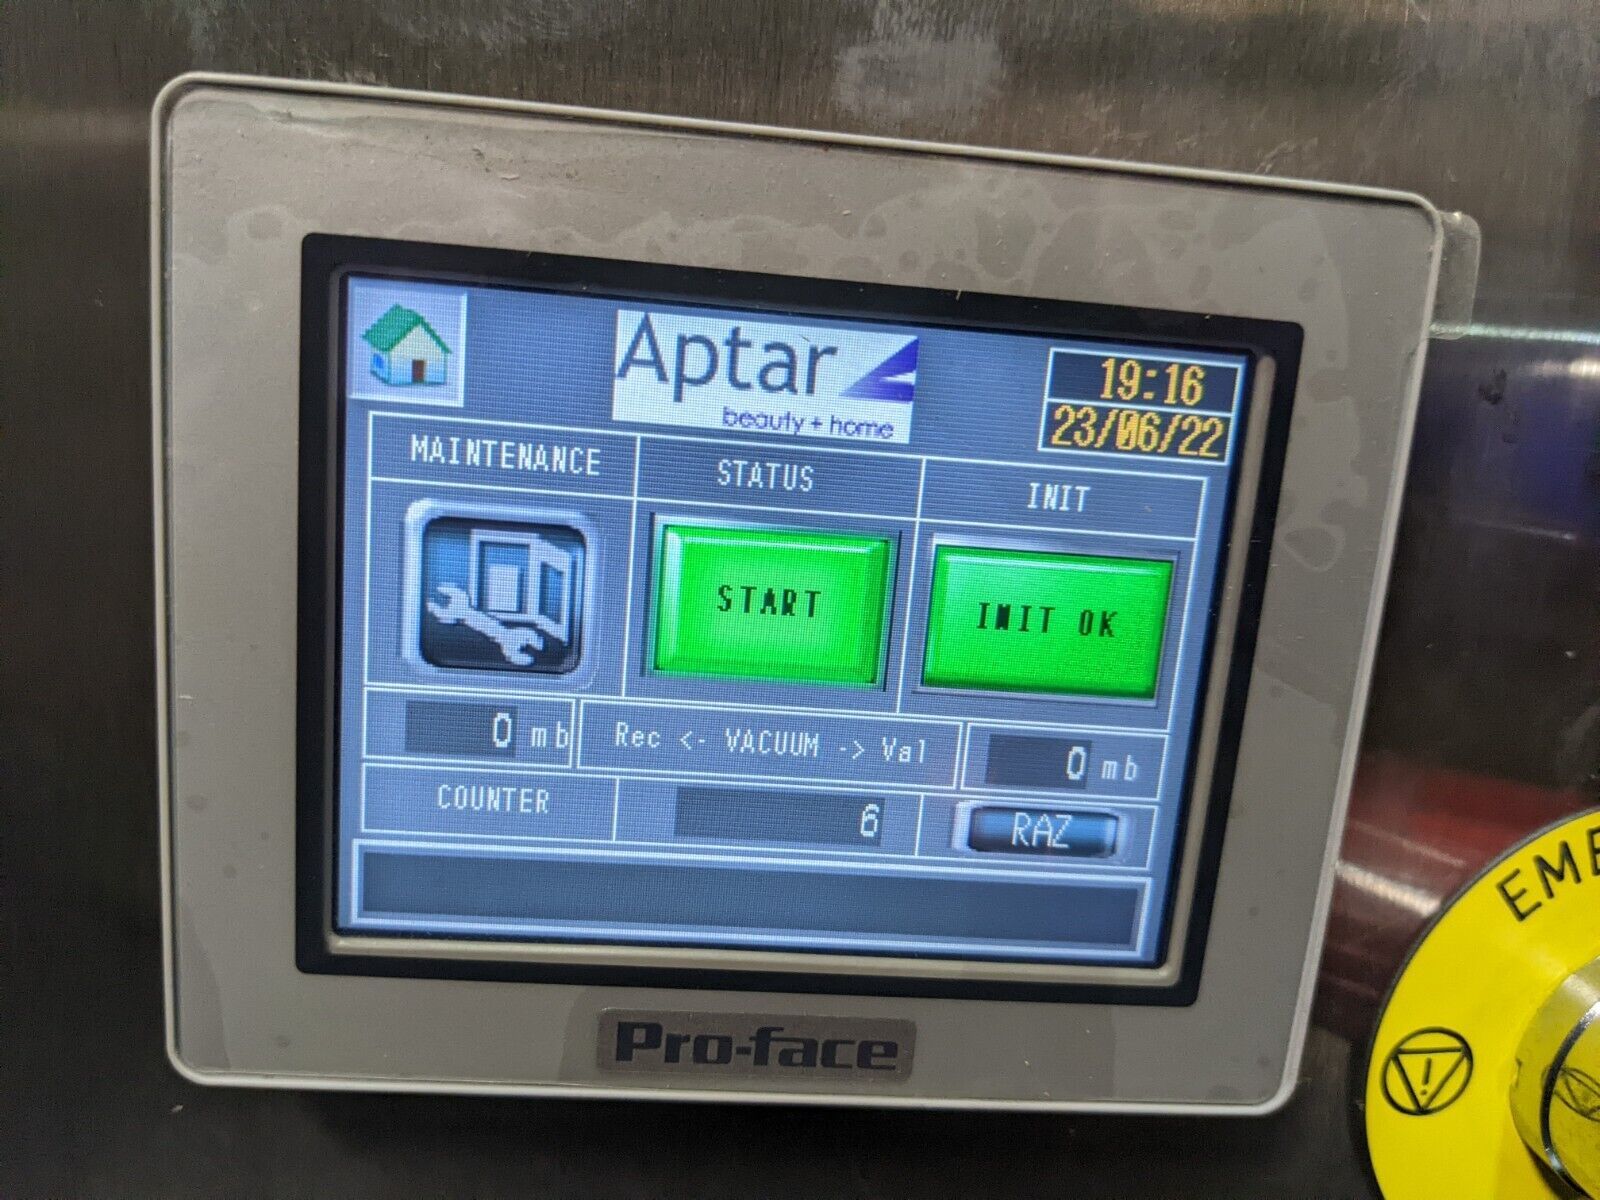 Aptar
beauty + home
19:16
23/06/22
MAINTENANCE
STATUS
INIT
START
INIT OK
0 mb
Rec <- VACUUM -> Val
0 mb
COUNTER
6
RAZ
Pro-face